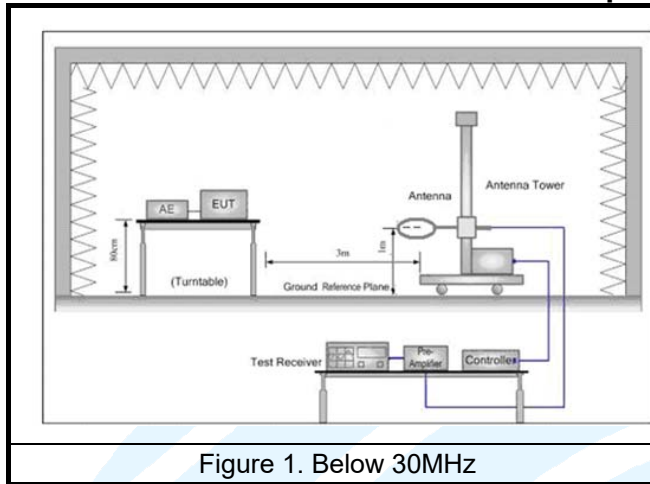 Antenna Tower
Antenna
AE
EUT
80cm
3m
1m
(Turntable)
Ground Reference Plane
Test Receiver
Pre-
Amplifier
Controller
Figure 1. Below 30MHz